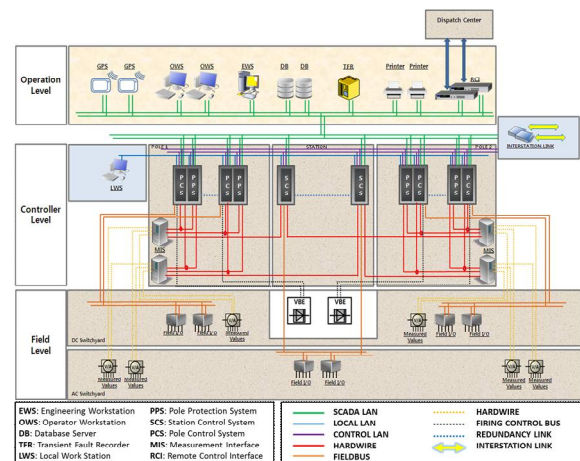 Dispatch Center
Operation
Level
GPS
GPS
OWS
OWS
EWS
DB
DB
TFR
Printer
Printer
RCI
INTERSTATION LINK
Controller
Level
LWS
POLE 1
STATION
POLE 2
PCS
PCS
PPS
PPS
SCS
SCS
PCS
PCS
PPS
PPS
MIS
MIS
MIS
MIS
Field
Level
VBE
VBE
Field I/O
Field I/O
Measured
Values
Measured
Values
Field I/O
Field I/O
DC Switchyard
Measured
Values
Measured
Values
Field I/O
Field I/O
Measured
Values
Measured
Values
AC Switchyard
EWS: Engineering Workstation
OWS: Operator Workstation
DB: Database Server
TFR: Transient Fault Recorder
LWS: Local Work Station
PPS: Pole Protection System
SCS: Station Control System
PCS: Pole Control System
MIS: Measurement Interface
RCI: Remote Control Interface
SCADA LAN
LOCAL LAN
CONTROL LAN
HARDWIRE
FIELDBUS
HARDWIRE
FIRING CONTROL BUS
REDUNDANCY LINK
INTERSTATION LINK